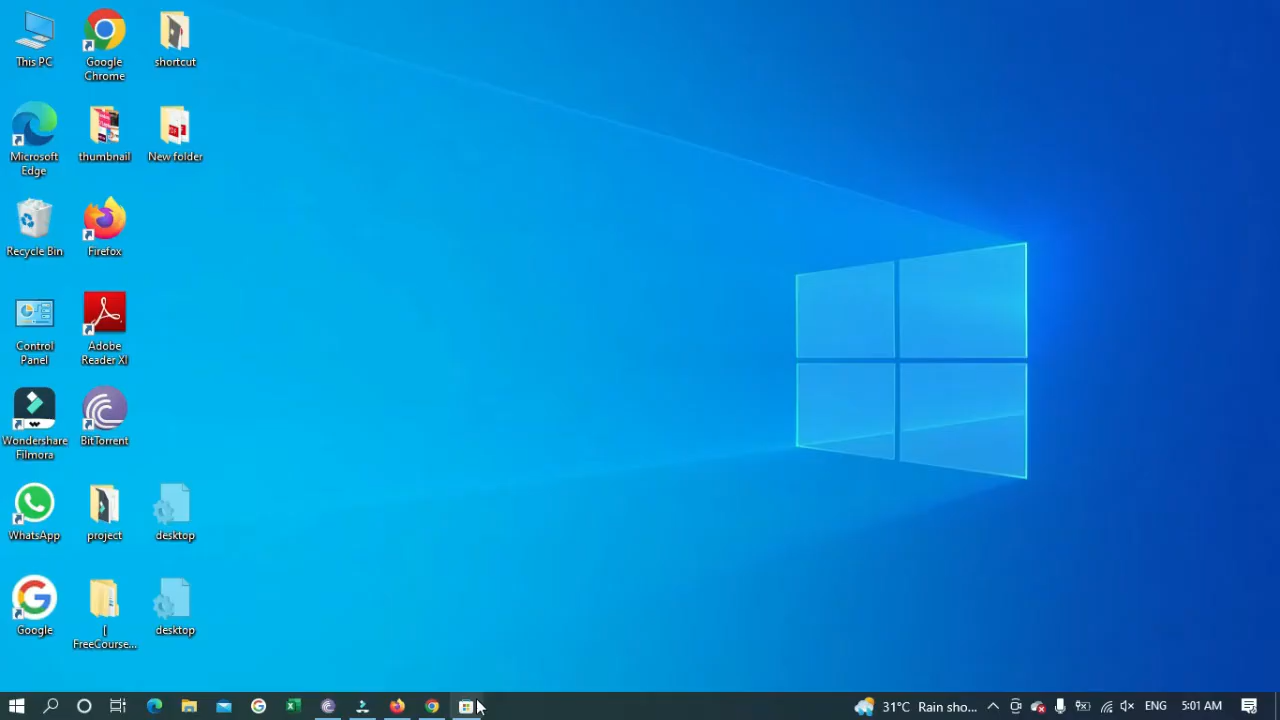 This PC
Google
Chrome
shortcut
Microsoft
Edge
thumbnail
New folder
Recycle Bin
Firefox
Control
Panel
Adobe
Reader XI
Wondershare
Filmora
BitTorrent
WhatsApp
project
desktop
Google
[
FreeCourse...
desktop
31°C Rain sho...
ENG
5:01 AM